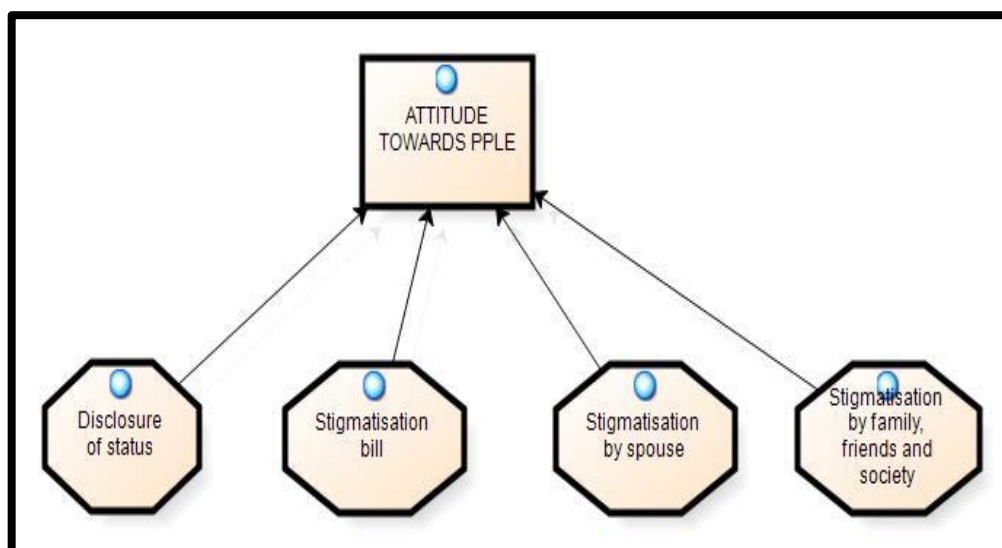 ATTITUDE
TOWARDS PPLE
Disclosure
of status
Stigmatisation
bill
Stigmatisation
by spouse
Stigmatisation
by family,
friends and
society